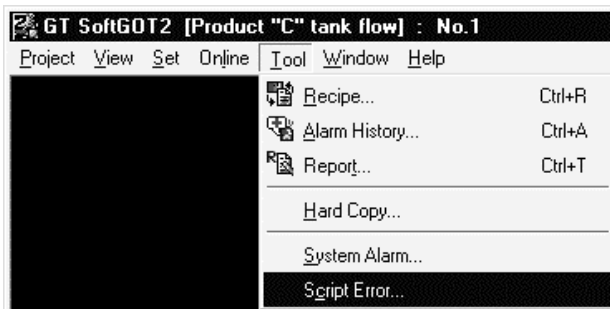 GT SoftGOT2 [Product "C" tank flow] : No.1
Project View Set Online Tool Window Help
Recipe... Ctrl+R
Alarm History... Ctrl+A
Report... Ctrl+T
Hard Copy...
System Alarm...
Script Error...